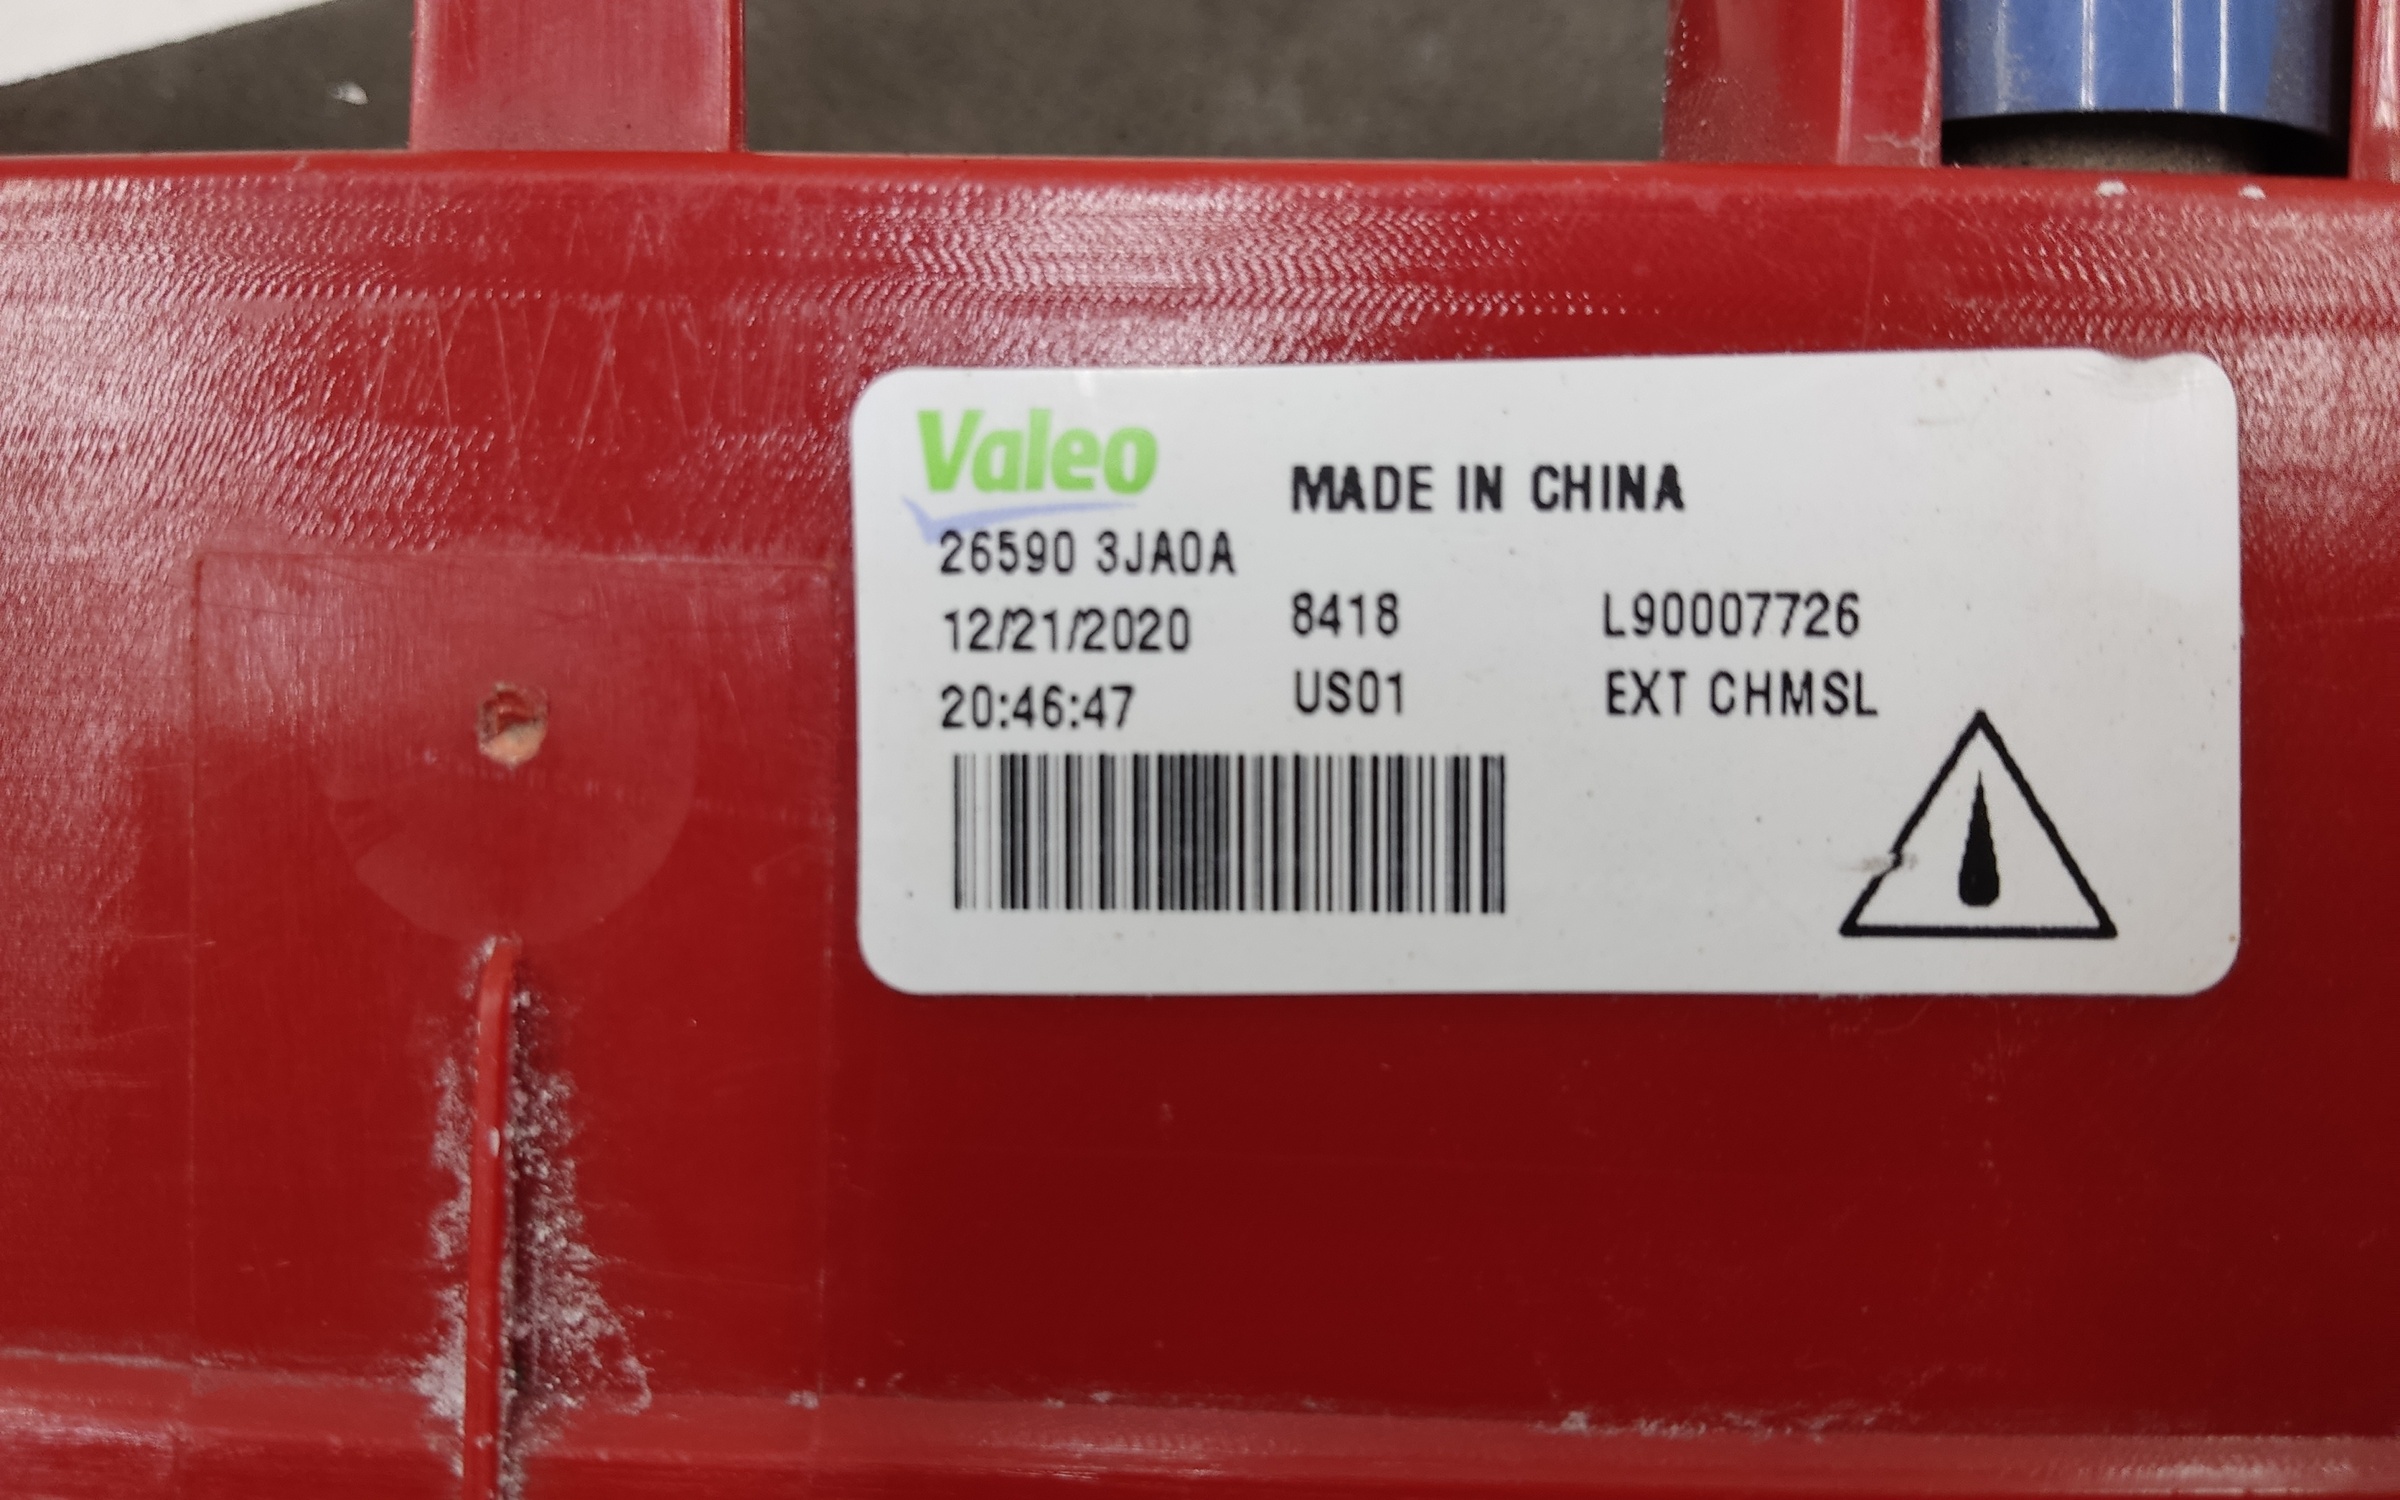 Valeo
MADE IN CHINA
26590 3JA0A
12/21/2020 8418 L90007726
20:46:47 US01 EXT CHMSL